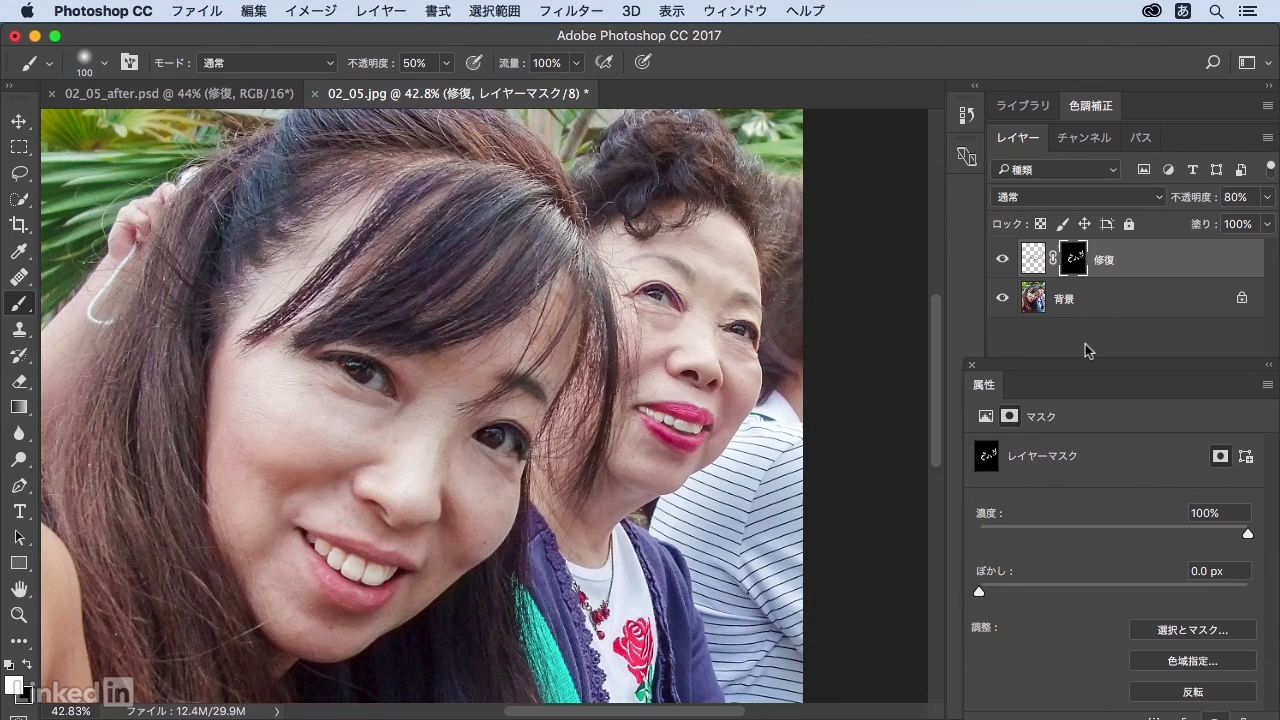 Photoshop CC ファイル 編集 イメージ レイヤー 書式 選択範囲 フィルター 3D 表示 ウィンドウ ヘルプ あ
Adobe Photoshop CC 2017
100 モード : 通常 不透明度 : 50% 流量 : 100%
× 02_05_after.psd @ 44% (修復, RGB/16*) × 02_05.jpg @ 42.8% (修復, レイヤーマスク/8) *
ライブラリ 色調補正
レイヤー チャンネル パス
種類
通常 不透明度 : 80%
ロック : 塗り : 100%
修復
背景
属性
マスク
レイヤーマスク
濃度 : 100%
ぼかし : 0.0 px
調整 :
選択とマスク...
色域指定...
反転
Linked in
42.83% ファイル : 12.4M/29.9M